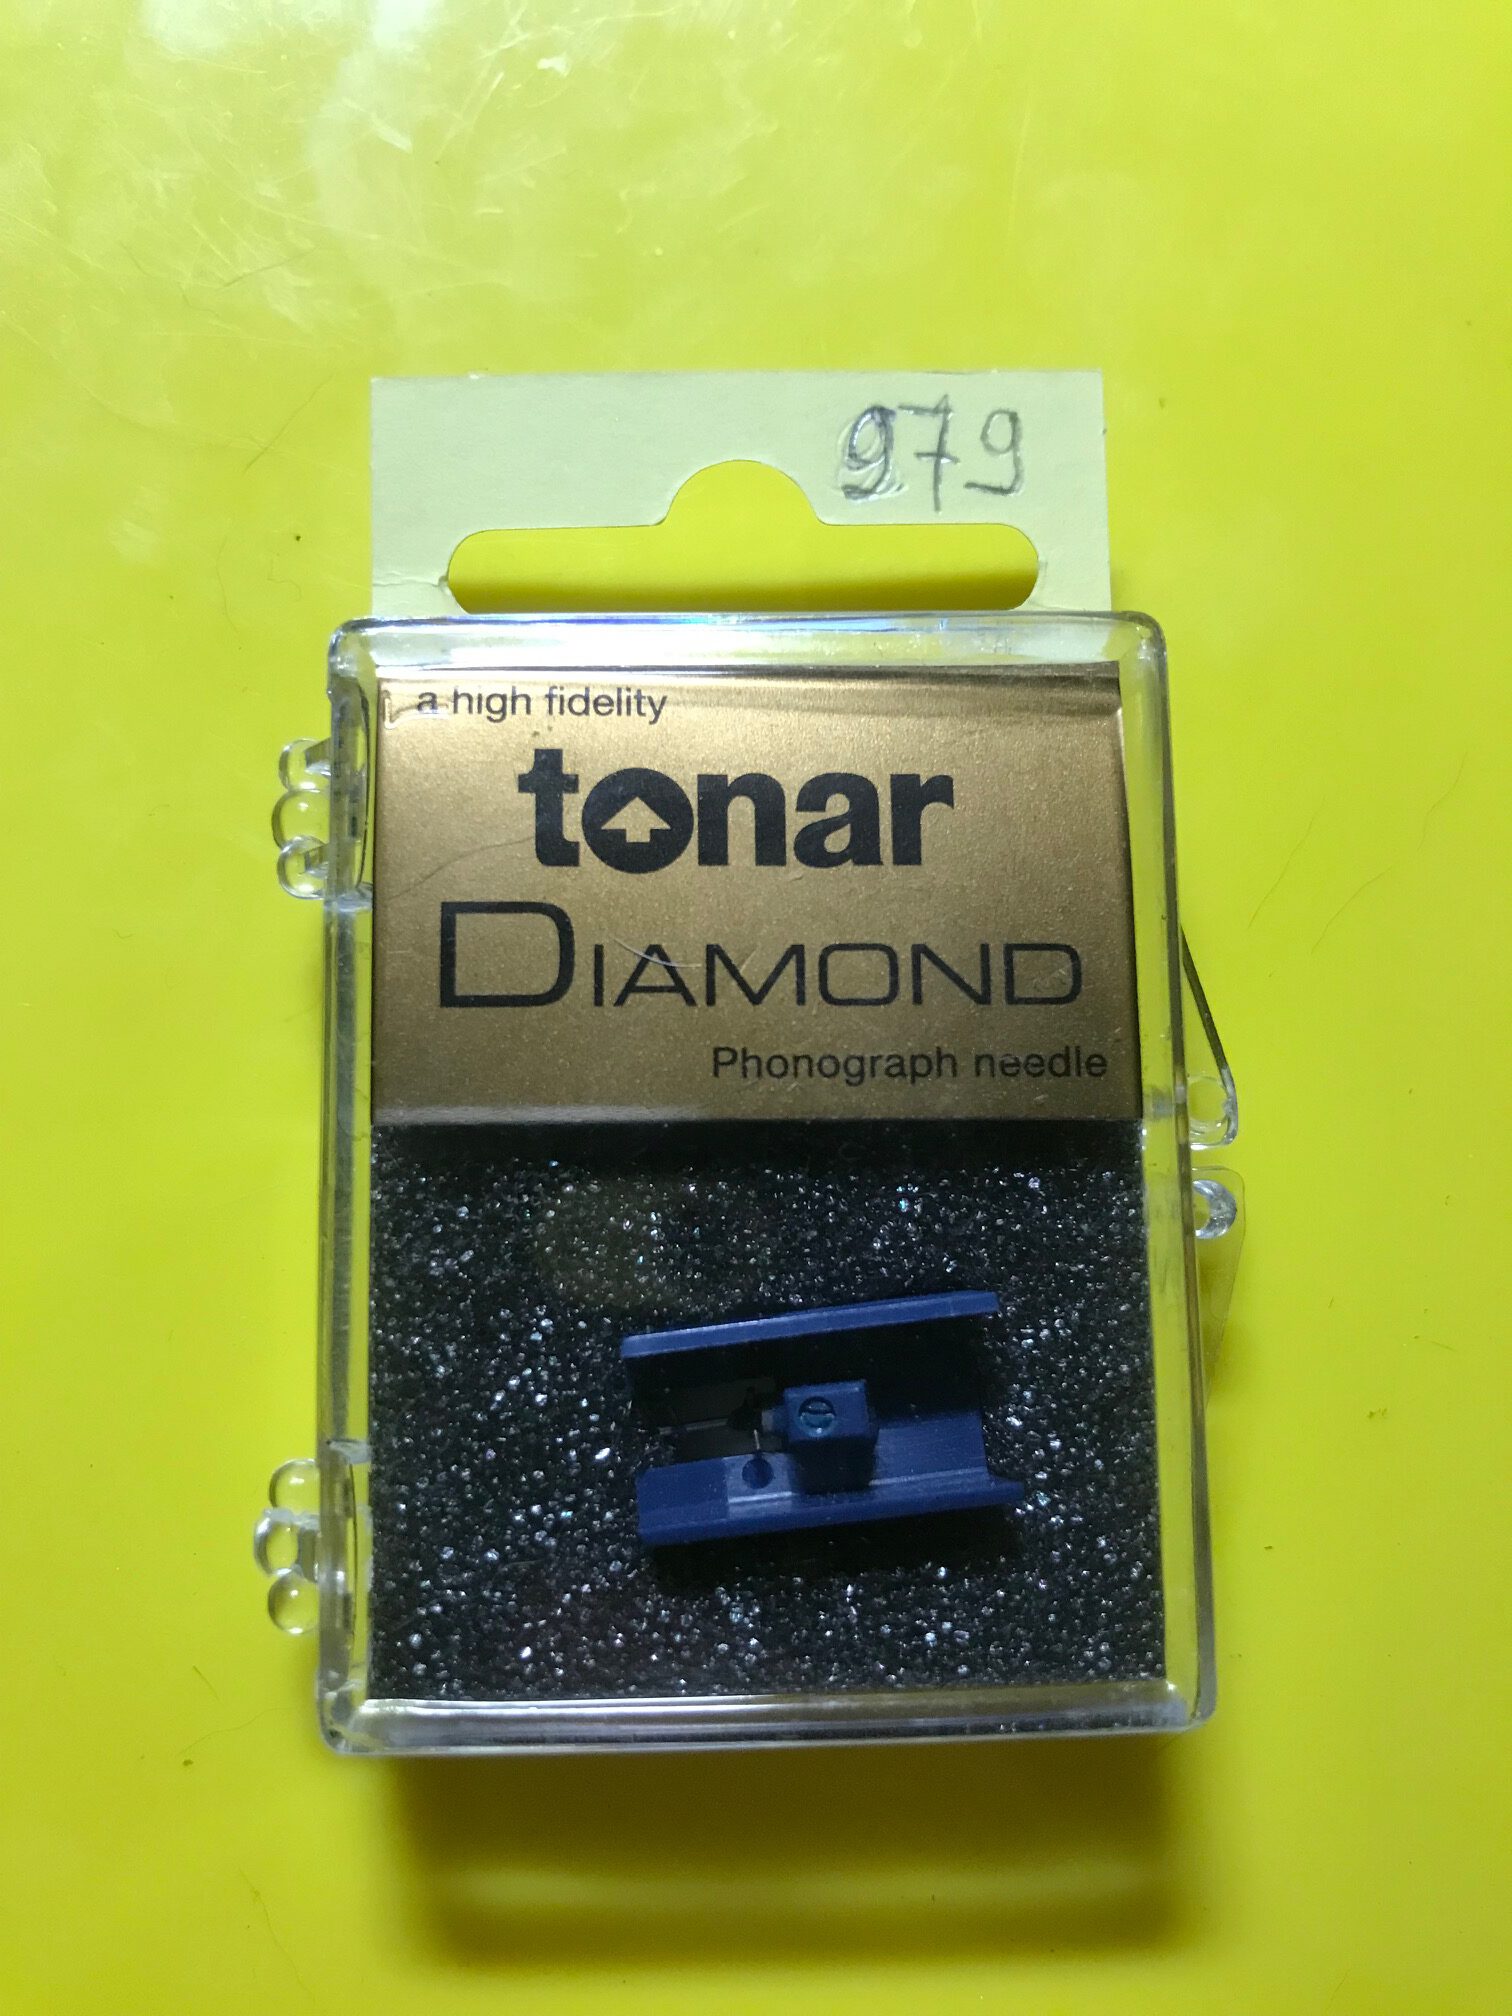 979
a high fidelity
tonar
DIAMOND
Phonograph needle